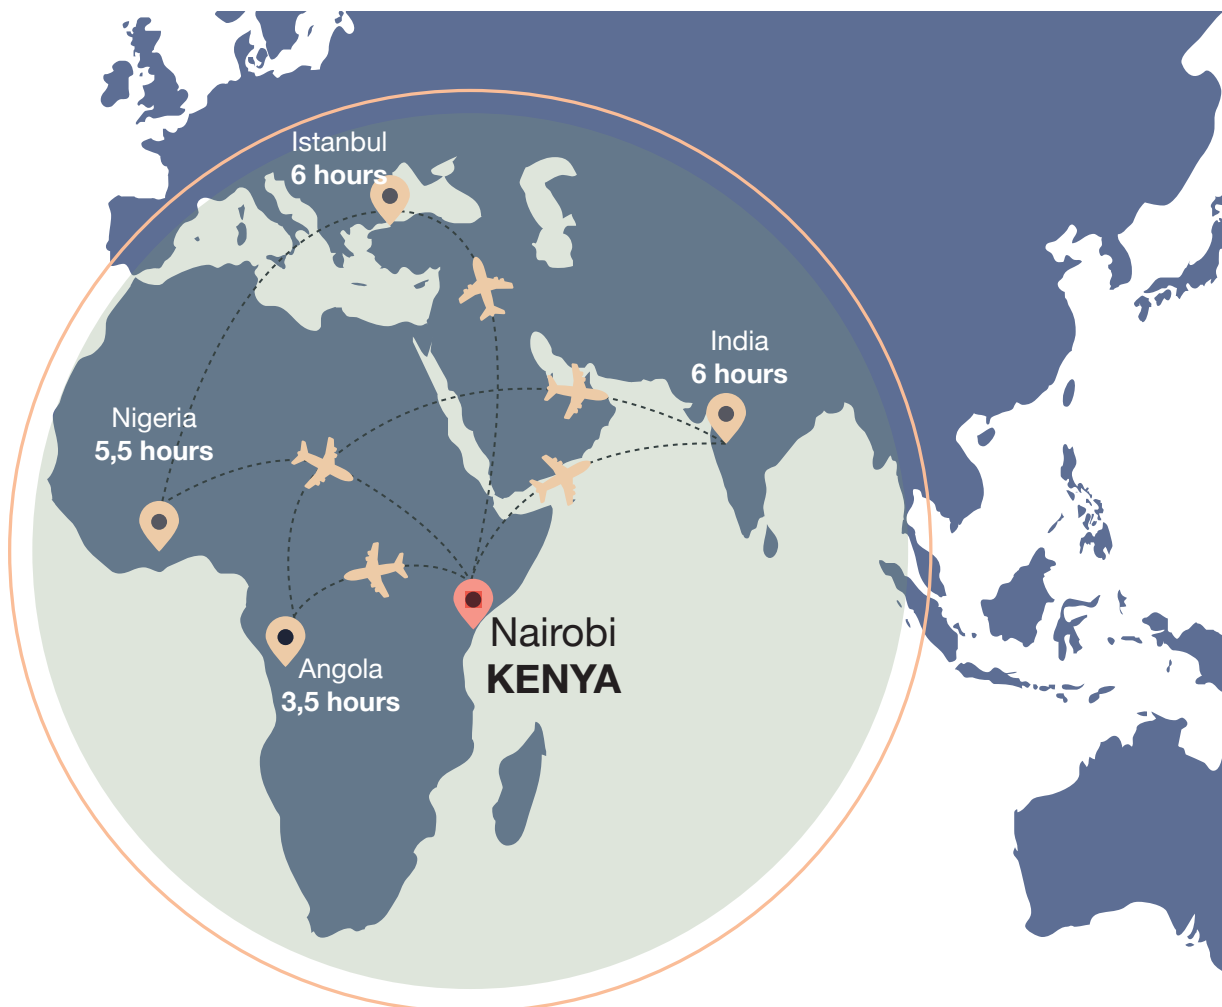 Istanbul
6 hours
India
6 hours
Nigeria
5,5 hours
Nairobi
KENYA
Angola
3,5 hours